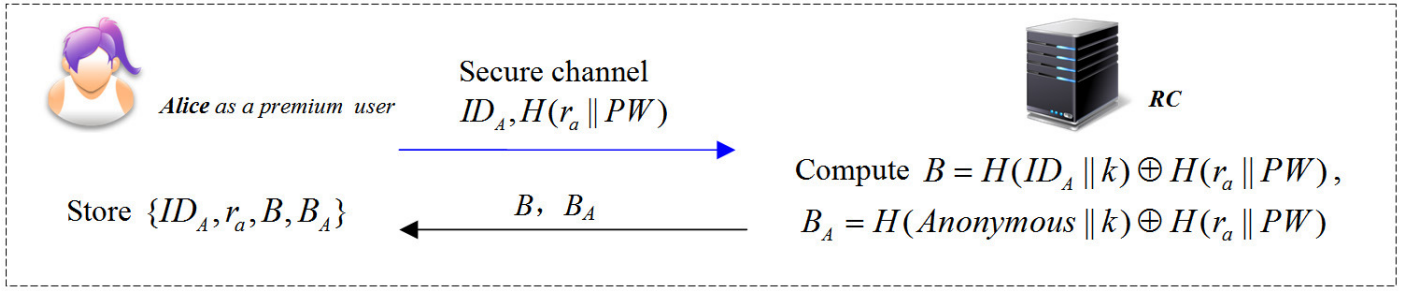 Secure channel
Alice as a premium user
ID_A, H(r_a || PW)
RC
Compute B = H(ID_A || k) ⊕ H(r_a || PW),
Store {ID_A, r_a, B, B_A}
B, B_A
B_A = H(Anonymous || k) ⊕ H(r_a || PW)